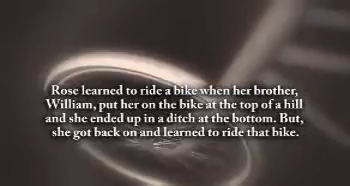 Rose learned to ride a bike when her brother,
William, put her on the bike at the top of a hill
and she ended up in a ditch at the bottom. But,
she got back on and learned to ride that bike.